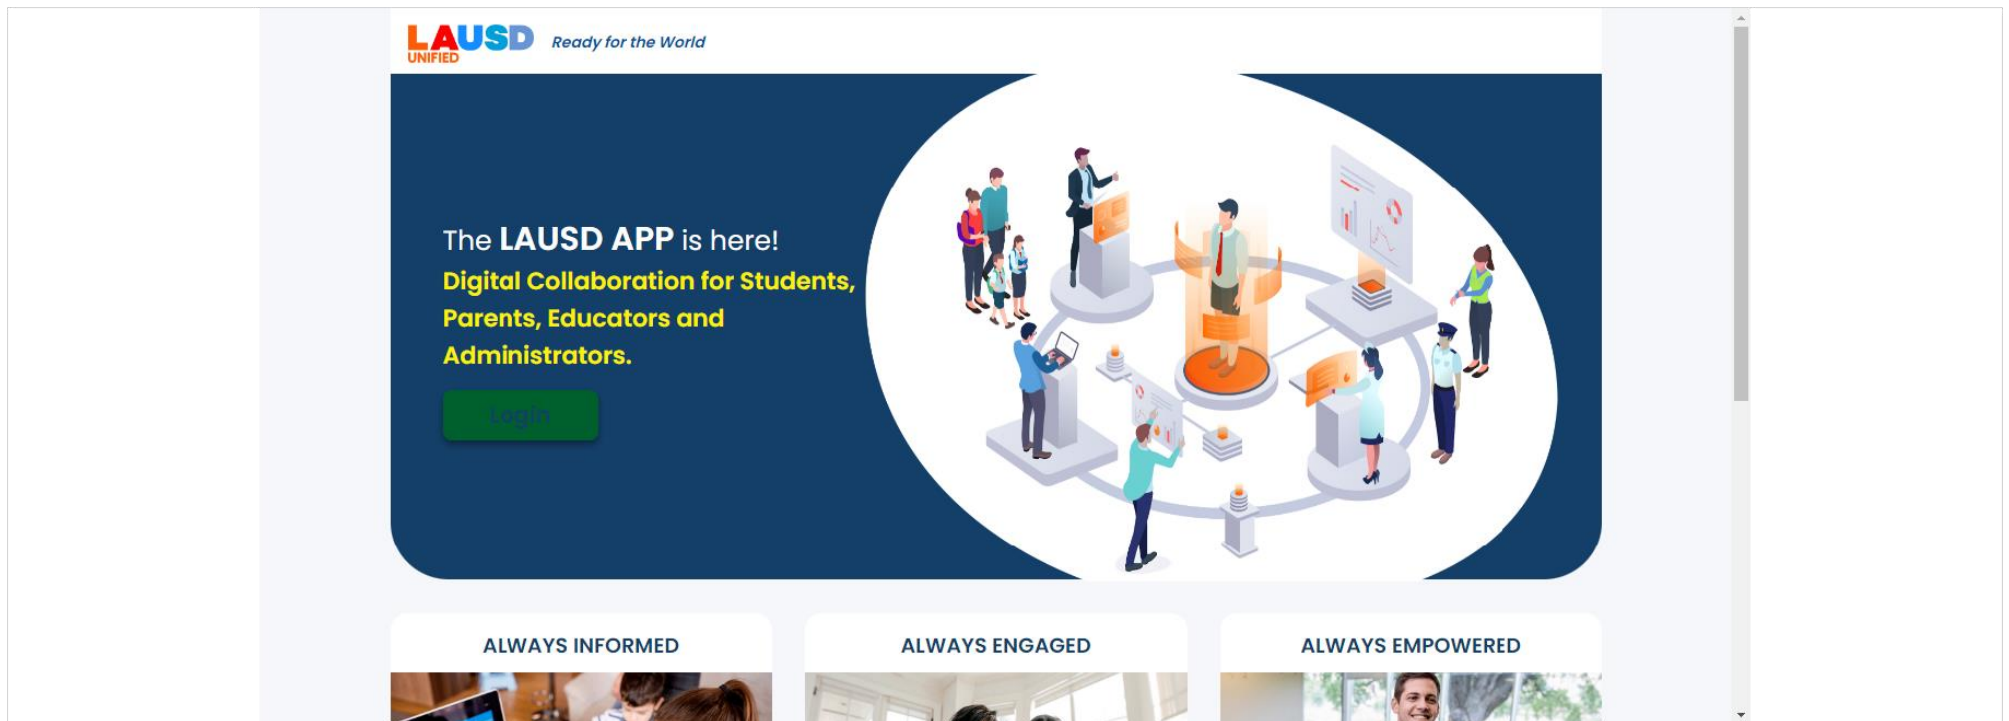 LAUSD
UNIFIED
Ready for the World
The LAUSD APP is here!
Digital Collaboration for Students,
Parents, Educators and
Administrators.
Login
ALWAYS INFORMED
ALWAYS ENGAGED
ALWAYS EMPOWERED